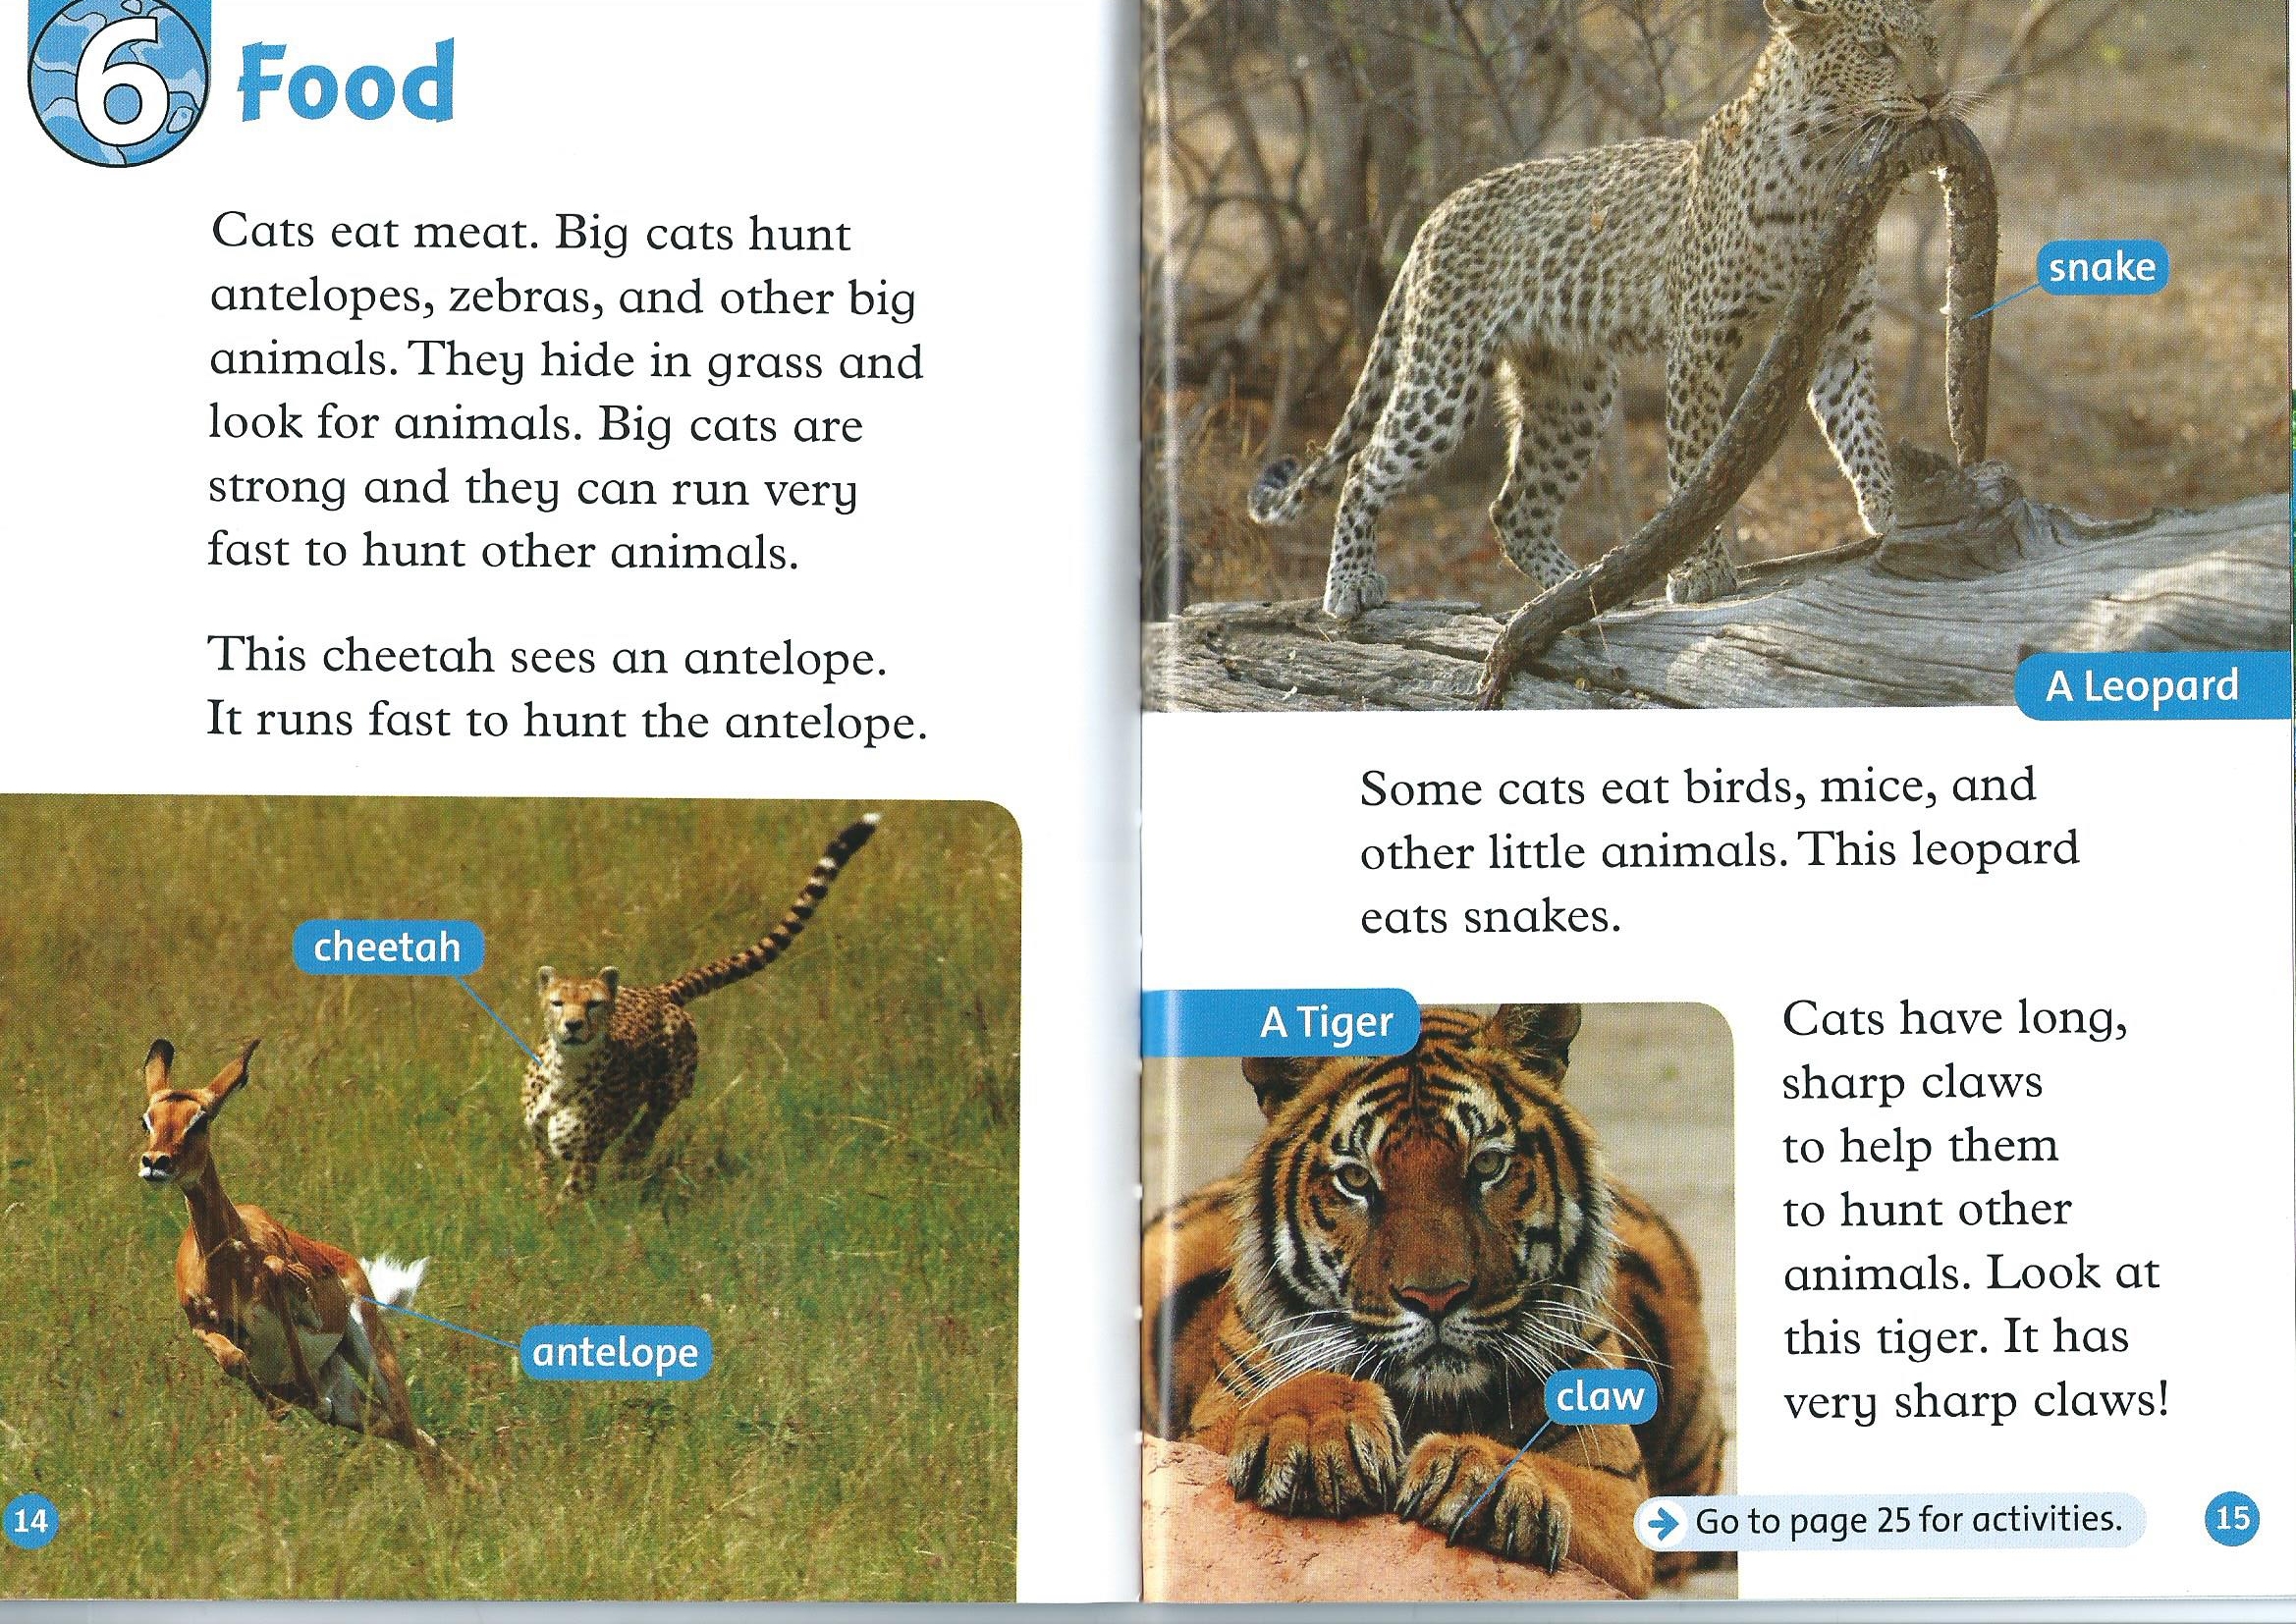 6
Food
Cats eat meat. Big cats hunt
antelopes, zebras, and other big
animals. They hide in grass and
look for animals. Big cats are
strong and they can run very
fast to hunt other animals.
This cheetah sees an antelope.
It runs fast to hunt the antelope.
cheetah
antelope
14
snake
A Leopard
Some cats eat birds, mice, and
other little animals. This leopard
eats snakes.
A Tiger
claw
Cats have long,
sharp claws
to help them
to hunt other
animals. Look at
this tiger. It has
very sharp claws!
Go to page 25 for activities.
15